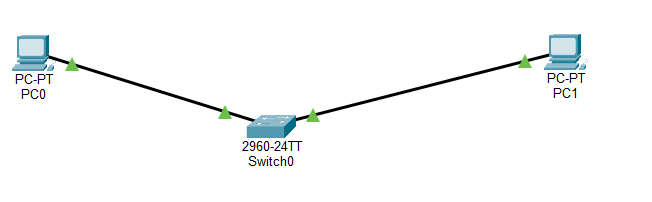 PC-PT
PC0
2960-24TT
Switch0
PC-PT
PC1